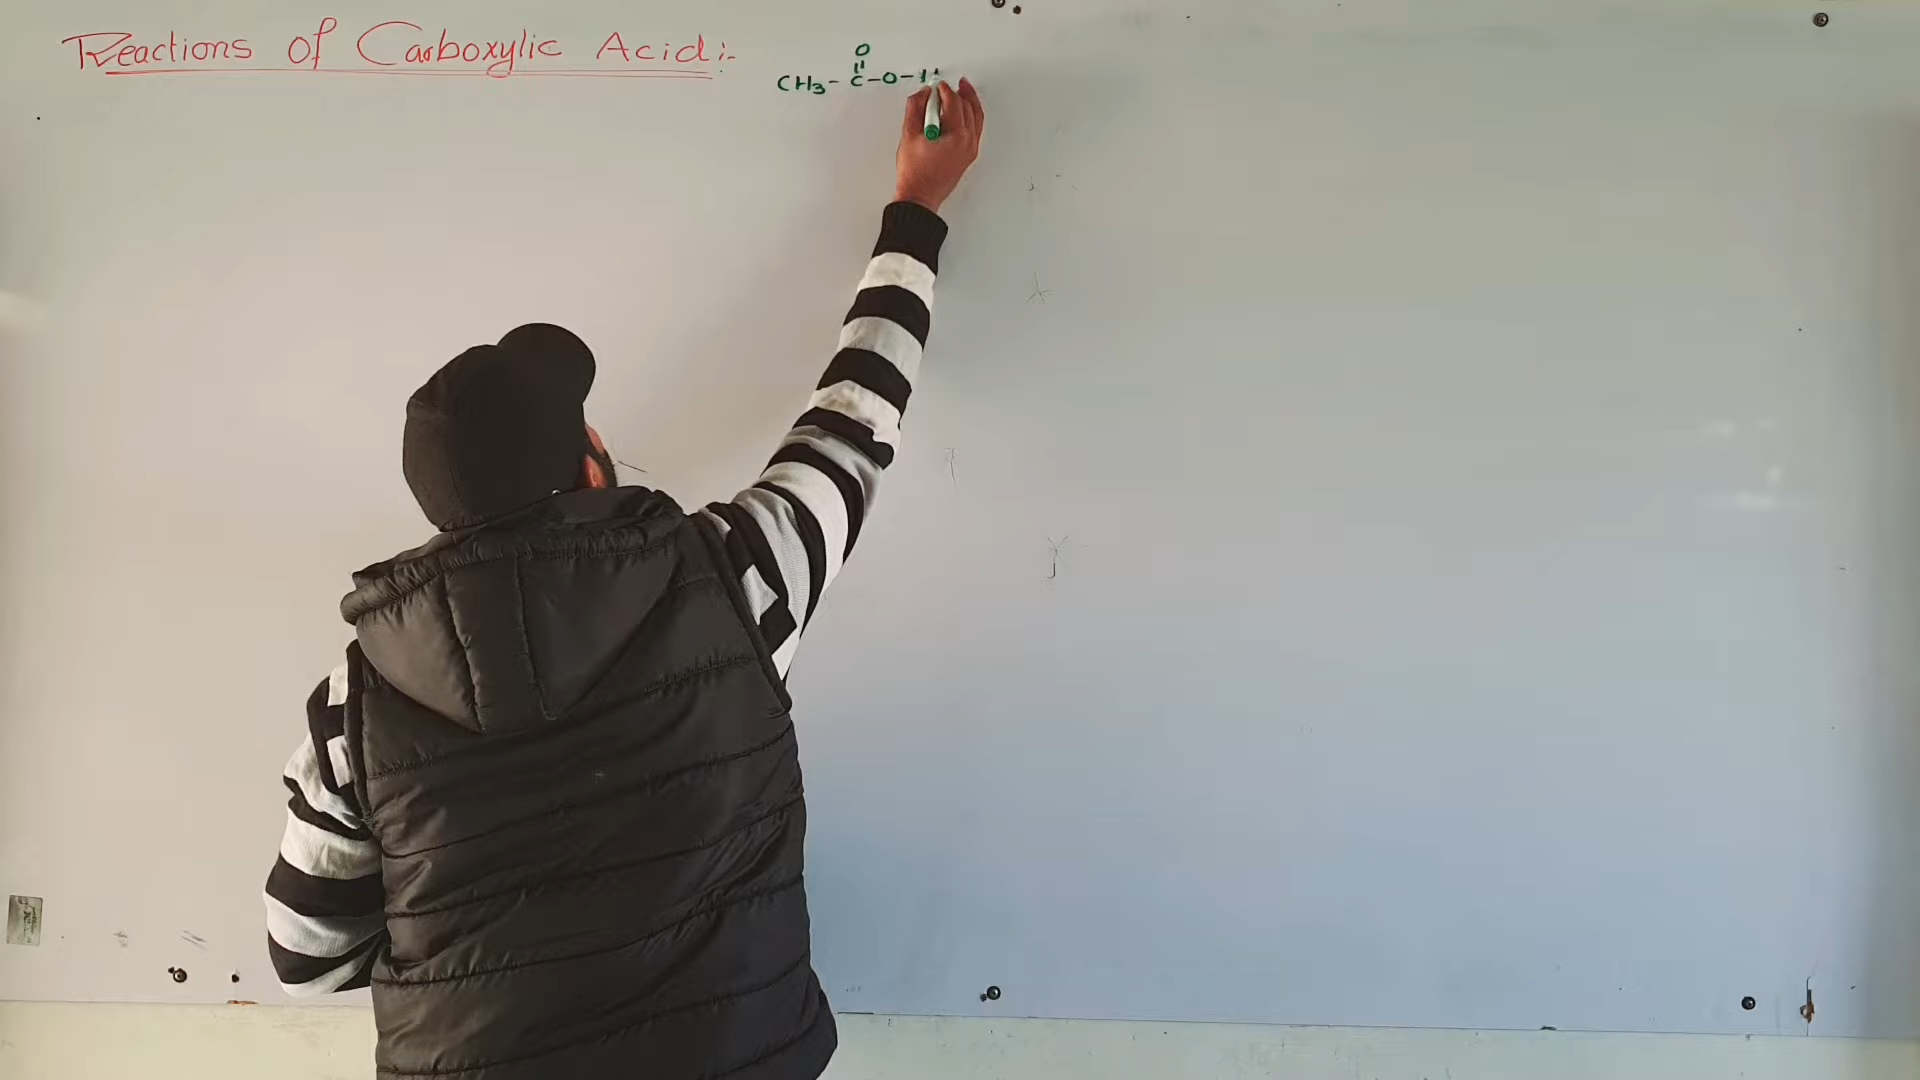 Reactions of Carboxylic Acid:-
O
||
CH3-C-O-H